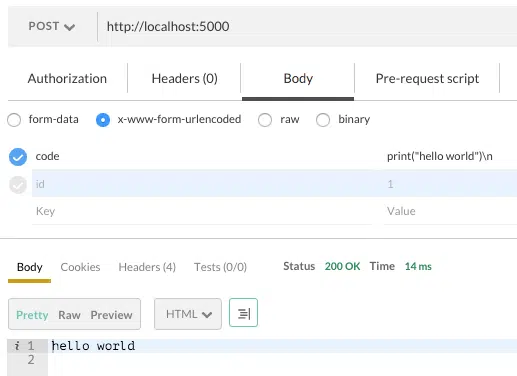 POST http://localhost:5000
Authorization Headers (0) Body Pre-request script
form-data x-www-form-urlencoded raw binary
code print("hello world")\n
id 1
Key Value
Body Cookies Headers (4) Tests (0/0) Status 200 OK Time 14 ms
Pretty Raw Preview HTML
i 1 hello world
2